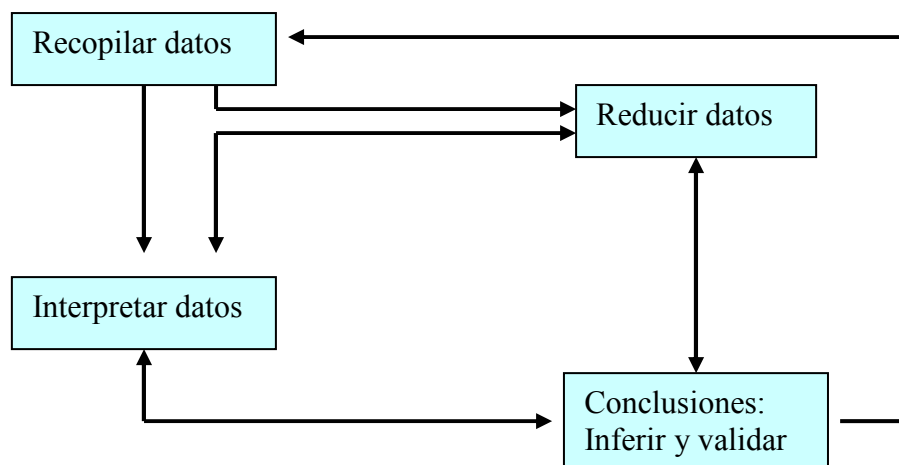 Recopilar datos
Reducir datos
Interpretar datos
Conclusiones:
Inferir y validar